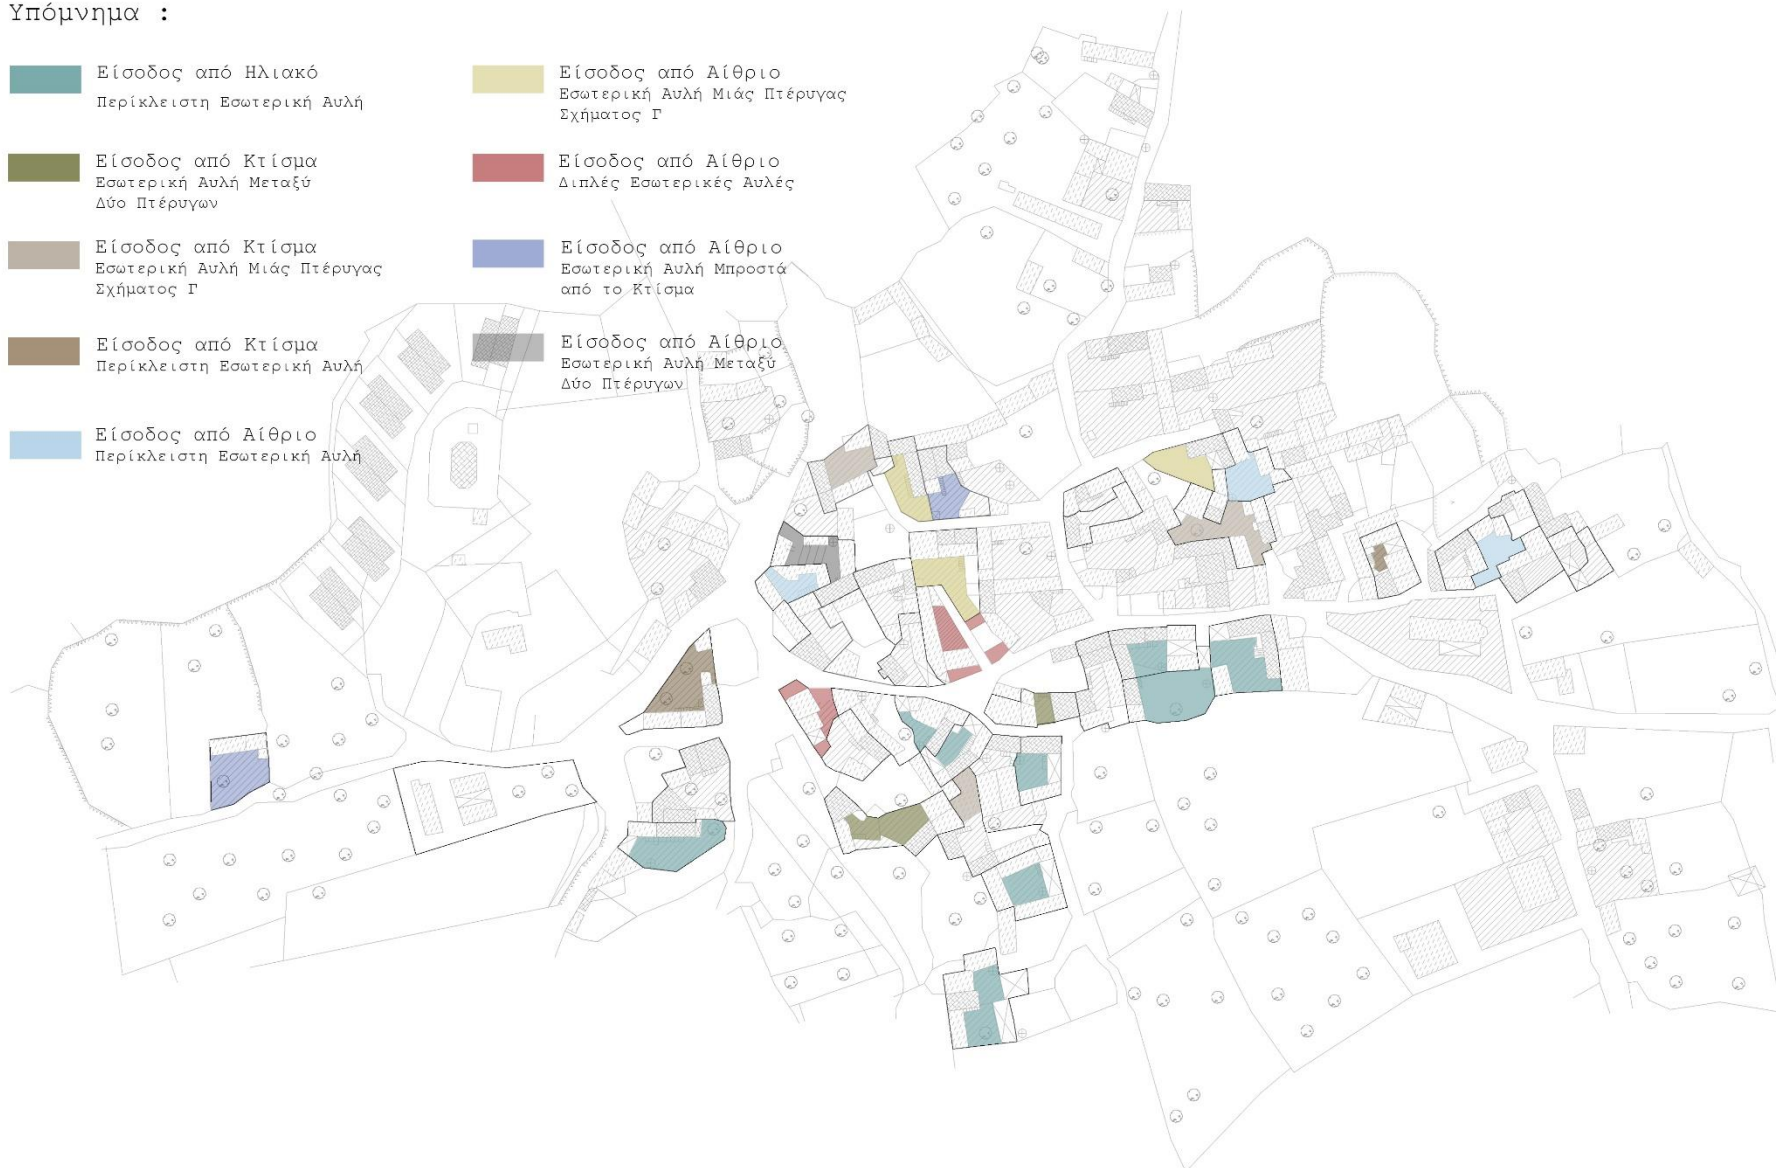 Υπόμνημα :
Είσοδος από Ηλιακό
Περίκλειστη Εσωτερική Αυλή
Είσοδος από Κτίσμα
Εσωτερική Αυλή Μεταξύ
Δύο Πτέρυγων
Είσοδος από Κτίσμα
Εσωτερική Αυλή Μιάς Πτέρυγας
Σχήματος Γ
Είσοδος από Κτίσμα
Περίκλειστη Εσωτερική Αυλή
Είσοδος από Αίθριο
Περίκλειστη Εσωτερική Αυλή
Είσοδος από Αίθριο
Εσωτερική Αυλή Μιάς Πτέρυγας
Σχήματος Γ
Είσοδος από Αίθριο
Διπλές Εσωτερικές Αυλές
Είσοδος από Αίθριο
Εσωτερική Αυλή Μπροστά
από το Κτίσμα
Είσοδος από Αίθριο
Εσωτερική Αυλή Μεταξύ
Δύο Πτέρυγων